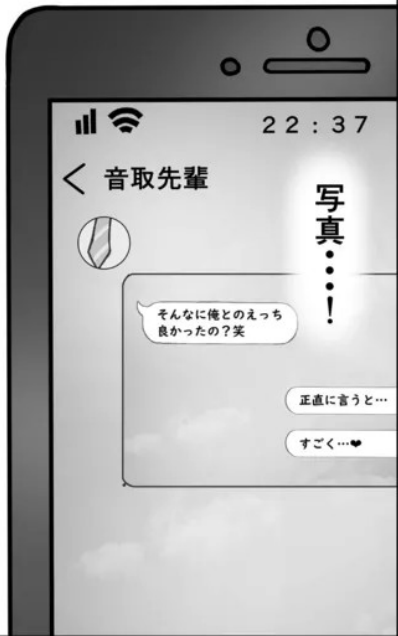 22:37
音取先輩
写真・・・!
そんなに俺とのえっち
良かったの?笑
正直に言うと…
すごく…❤